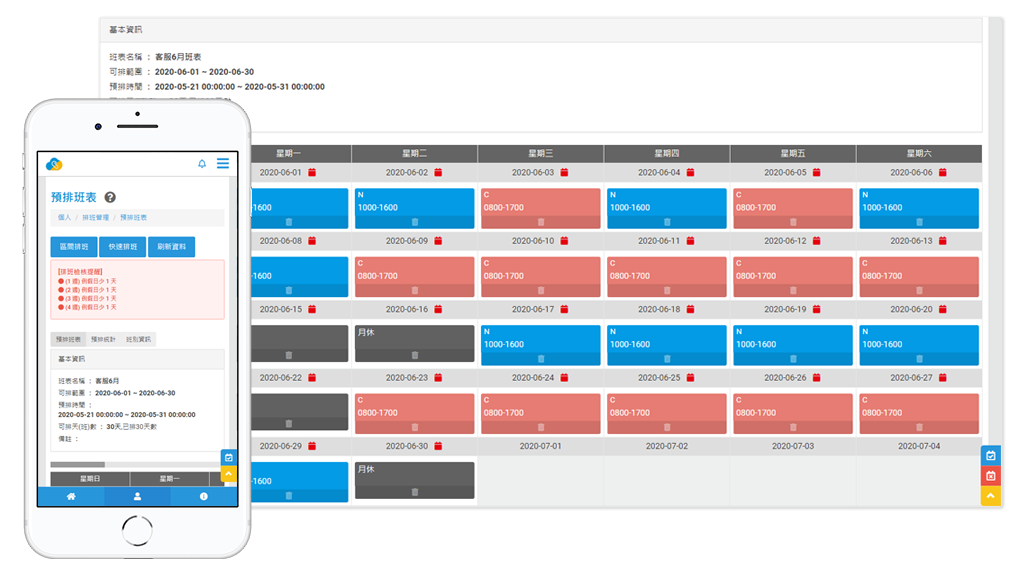 基本資訊
班表名稱 ： 客服6月班表
可排範圍 ： 2020-06-01 ~ 2020-06-30
預排時間 ： 2020-05-21 00:00:00 ~ 2020-05-31 00:00:00
星期一 星期二 星期三 星期四 星期五 星期六
2020-06-01 2020-06-02 2020-06-03 2020-06-04 2020-06-05 2020-06-06
N C N C N
1600 1000-1600 0800-1700 1000-1600 0800-1700 1000-1600
2020-06-08 2020-06-09 2020-06-10 2020-06-11 2020-06-12 2020-06-13
C C C C C
-1600 0800-1700 0800-1700 0800-1700 0800-1700 0800-1700
2020-06-15 2020-06-16 2020-06-17 2020-06-18 2020-06-19 2020-06-20
月休 N N N N
1000-1600 1000-1600 1000-1600 1000-1600
2020-06-22 2020-06-23 2020-06-24 2020-06-25 2020-06-26 2020-06-27
C C C C C
0800-1700 0800-1700 0800-1700 0800-1700 0800-1700
2020-06-29 2020-06-30 2020-07-01 2020-07-02 2020-07-03 2020-07-04
月休
-1600
預排班表
個人 / 排班管理 / 預排班表
區間排班 快速排班 刷新資料
[排班檢核提醒]
(1 週) 例假日少 1 天
(2 週) 例假日少 1 天
(3 週) 例假日少 1 天
(4 週) 例假日少 1 天
預排班表 預排統計 班別資訊
基本資訊
班表名稱 ： 客服6月
可排範圍 ： 2020-06-01 ~ 2020-06-30
預排時間 ：
2020-05-21 00:00:00 ~ 2020-05-31 00:00:00
可排天(班)數 ： 30天,已排30天數
備註 ：
星期日 星期一